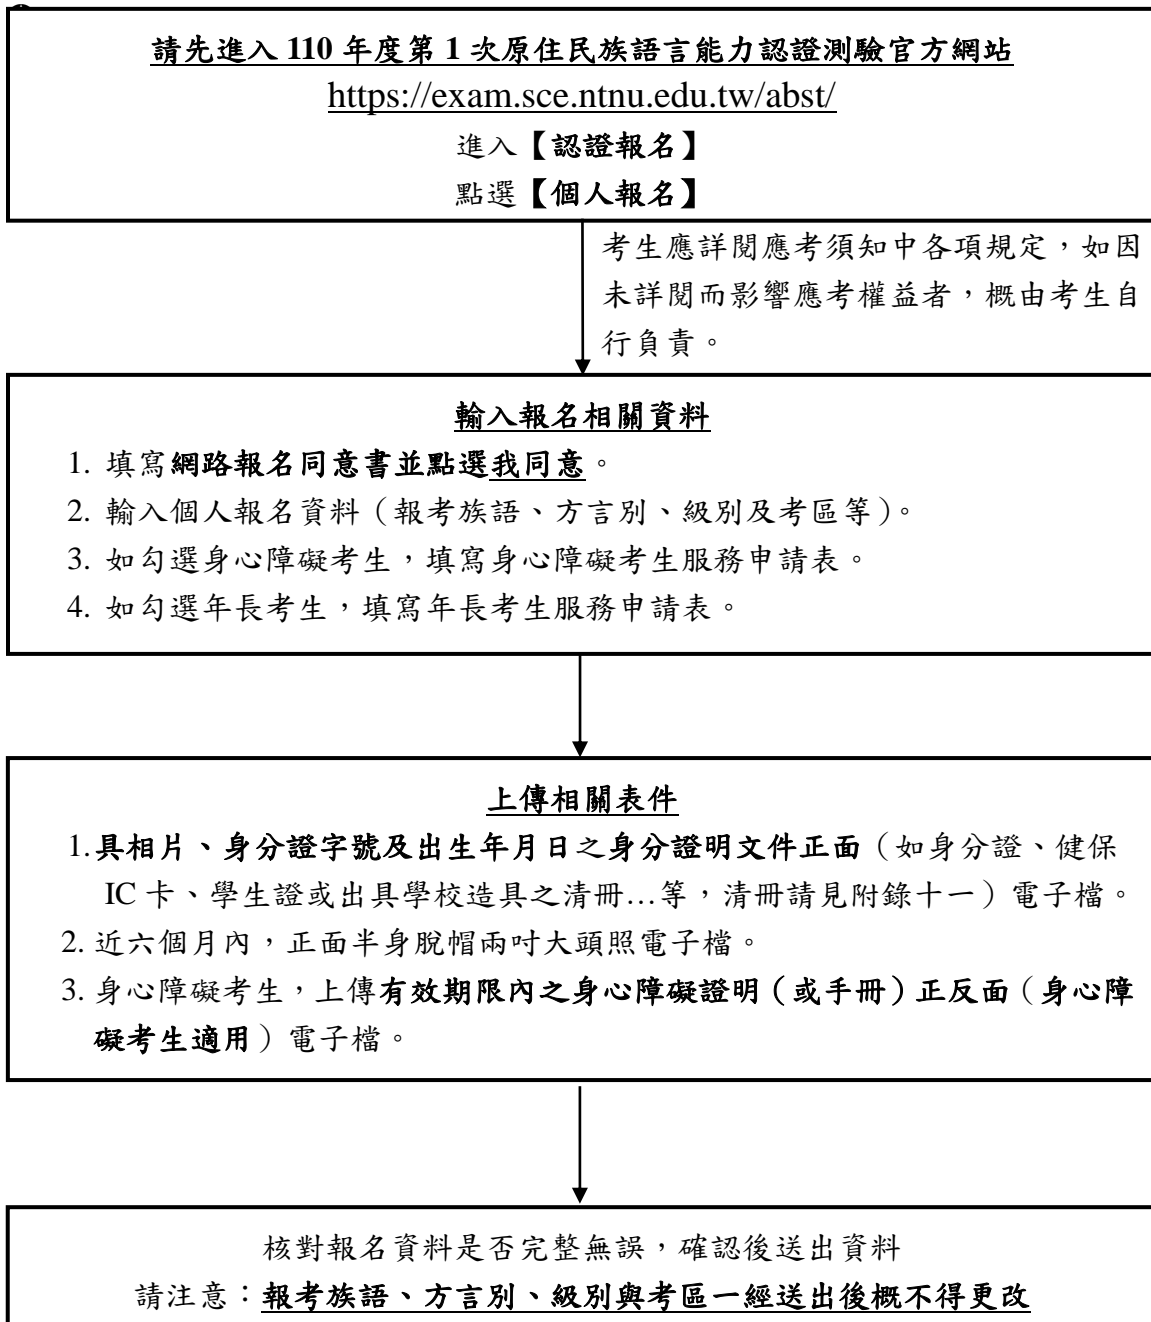 請先進入 110 年度第 1 次原住民族語言能力認證測驗官方網站
https://exam.sce.ntnu.edu.tw/abst/
進入【認證報名】
點選【個人報名】
考生應詳閱應考須知中各項規定，如因
未詳閱而影響應考權益者，概由考生自
行負責。
輸入報名相關資料
1. 填寫網路報名同意書並點選我同意。
2. 輸入個人報名資料（報考族語、方言別、級別及考區等）。
3. 如勾選身心障礙考生，填寫身心障礙考生服務申請表。
4. 如勾選年長考生，填寫年長考生服務申請表。
上傳相關表件
1. 具相片、身分證字號及出生年月日之身分證明文件正面（如身分證、健保
IC 卡、學生證或出具學校造具之清冊…等，清冊請見附錄十一）電子檔。
2. 近六個月內，正面半身脫帽兩吋大頭照電子檔。
3. 身心障礙考生，上傳有效期限內之身心障礙證明（或手冊）正反面（身心障
礙考生適用）電子檔。
核對報名資料是否完整無誤，確認後送出資料
請注意：報考族語、方言別、級別與考區一經送出後概不得更改